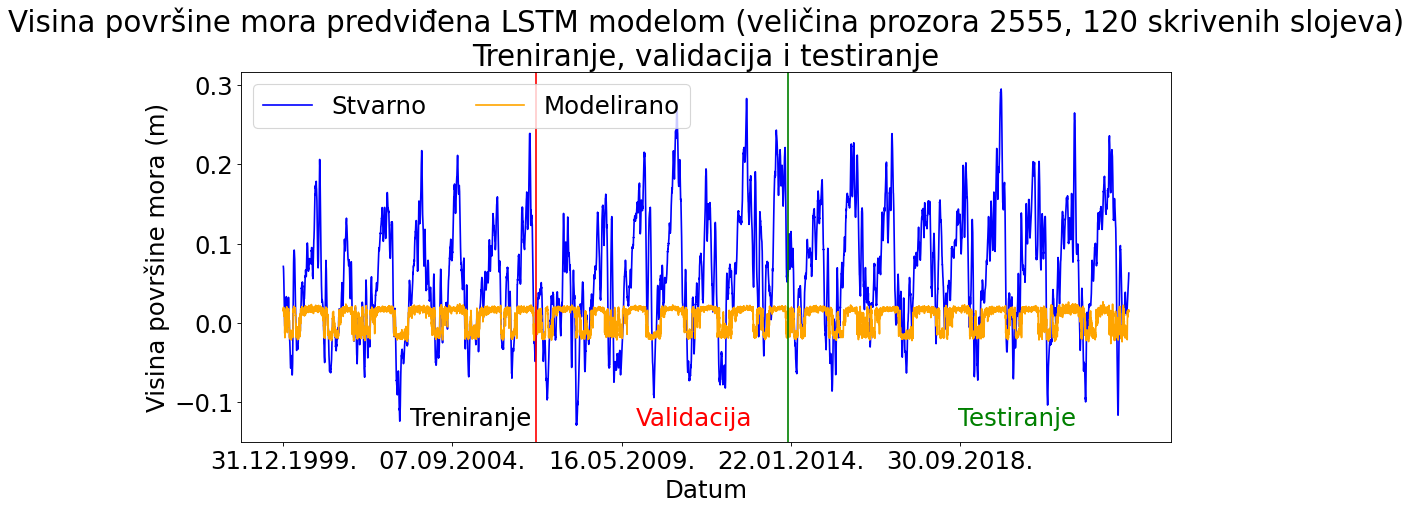 Visina površine mora predviđena LSTM modelom (veličina prozora 2555, 120 skrivenih slojeva)
Treniranje, validacija i testiranje
Stvarno
Modelirano
Visina površine mora (m)
0.3
0.2
0.1
0.0
−0.1
Treniranje
Validacija
Testiranje
31.12.1999.
07.09.2004.
16.05.2009.
22.01.2014.
30.09.2018.
Datum